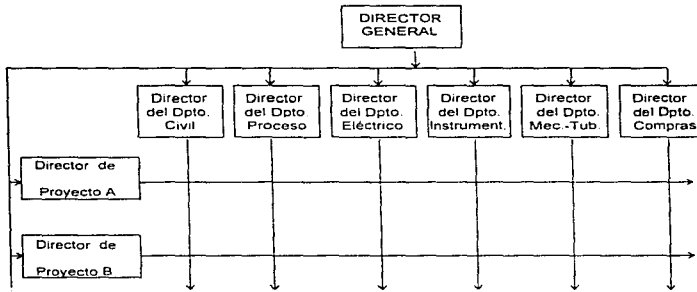 DIRECTOR
GENERAL
Director
del Dpto.
Civil
Director
del Dpto.
Proceso
Director
del Dpto.
Eléctrico
Director
del Dpto.
Instrument.
Director
del Dpto.
Mec.-Tub.
Director
del Dpto.
Compras
Director de
Proyecto A
Director de
Proyecto B